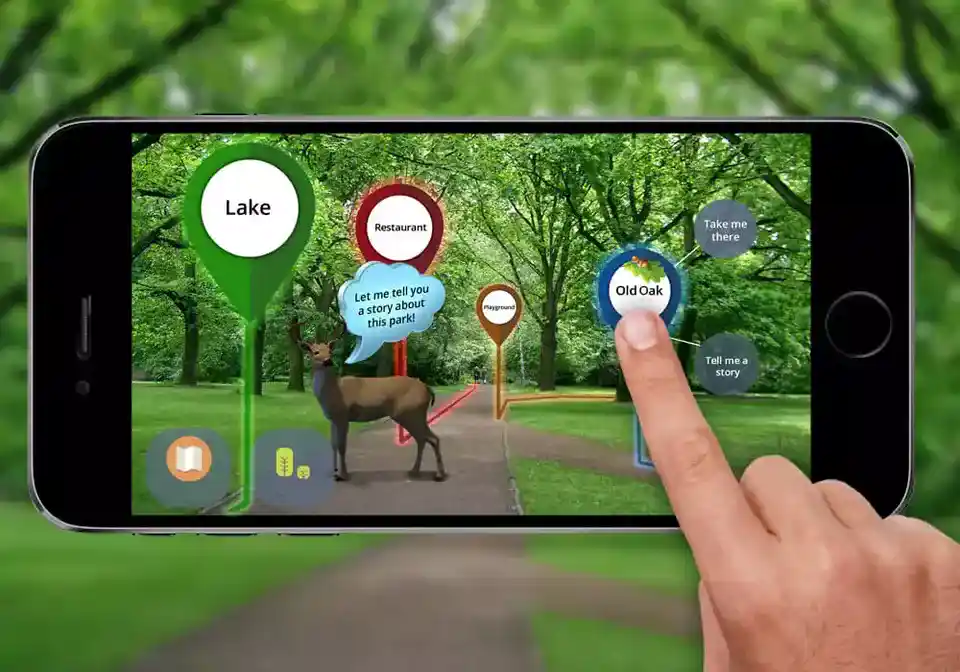 Lake
Restaurant
Let me tell you
a story about
this park!
Playground
Old Oak
Take me
there
Tell me a
story